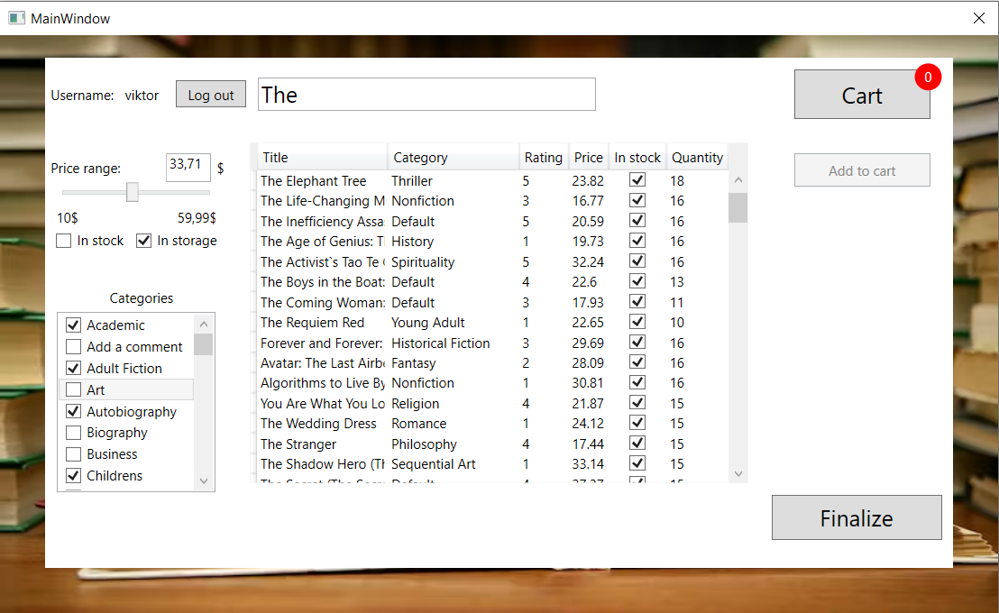 MainWindow
Username: viktor Log out The Cart 0
Price range: 33,71 $
10$ 59,99$
In stock In storage
Categories
Academic
Add a comment
Adult Fiction
Art
Autobiography
Biography
Business
Childrens
Title Category Rating Price In stock Quantity
The Elephant Tree Thriller 5 23.82 18
The Life-Changing M Nonfiction 3 16.77 16
The Inefficiency Assa Default 5 20.59 16
The Age of Genius: Tl History 1 19.73 16
The Activist`s Tao Te Spirituality 5 32.24 16
The Boys in the Boat: Default 4 22.6 13
The Coming Woman: Default 3 17.93 11
The Requiem Red Young Adult 1 22.65 10
Forever and Forever: Historical Fiction 3 29.69 16
Avatar: The Last Airbe Fantasy 2 28.09 16
Algorithms to Live By Nonfiction 1 30.81 16
You Are What You Lo Religion 4 21.87 15
The Wedding Dress Romance 1 24.12 15
The Stranger Philosophy 4 17.44 15
The Shadow Hero (Tl Sequential Art 1 33.14 15
Add to cart
Finalize